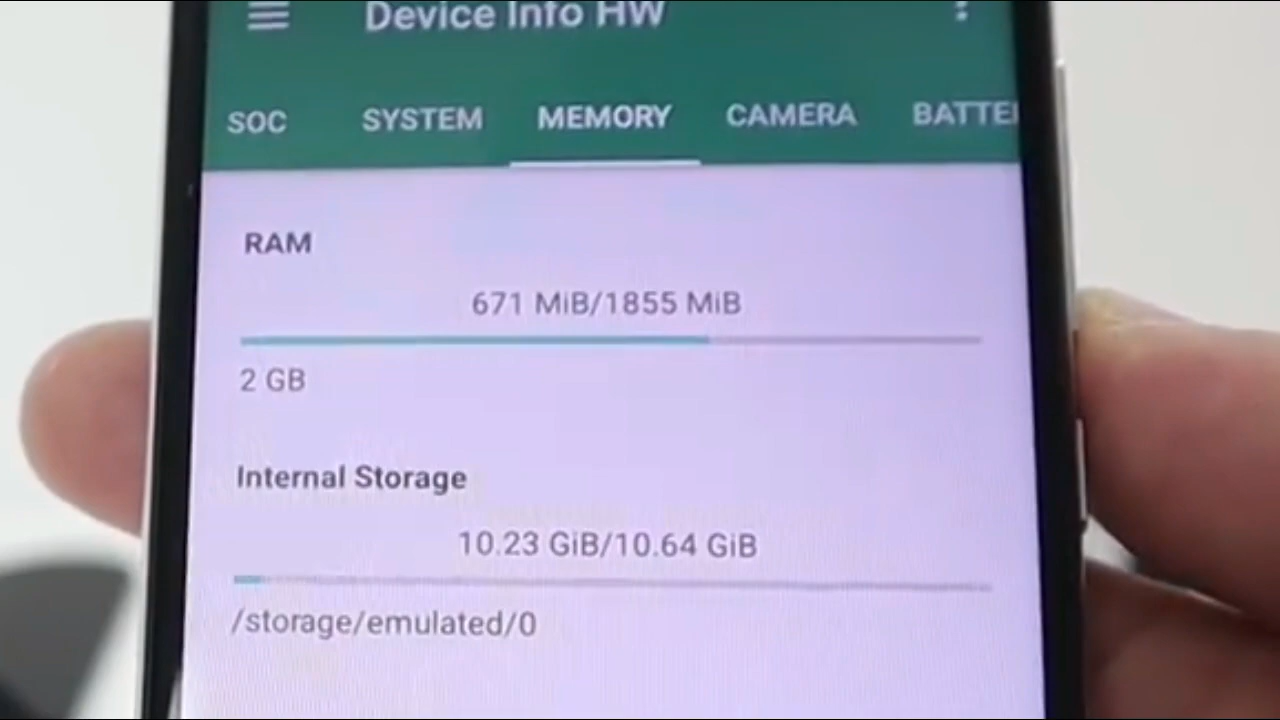 Device Info HW
SOC SYSTEM MEMORY CAMERA BATTE
RAM
671 MiB/1855 MiB
2 GB
Internal Storage
10.23 GiB/10.64 GiB
/storage/emulated/0